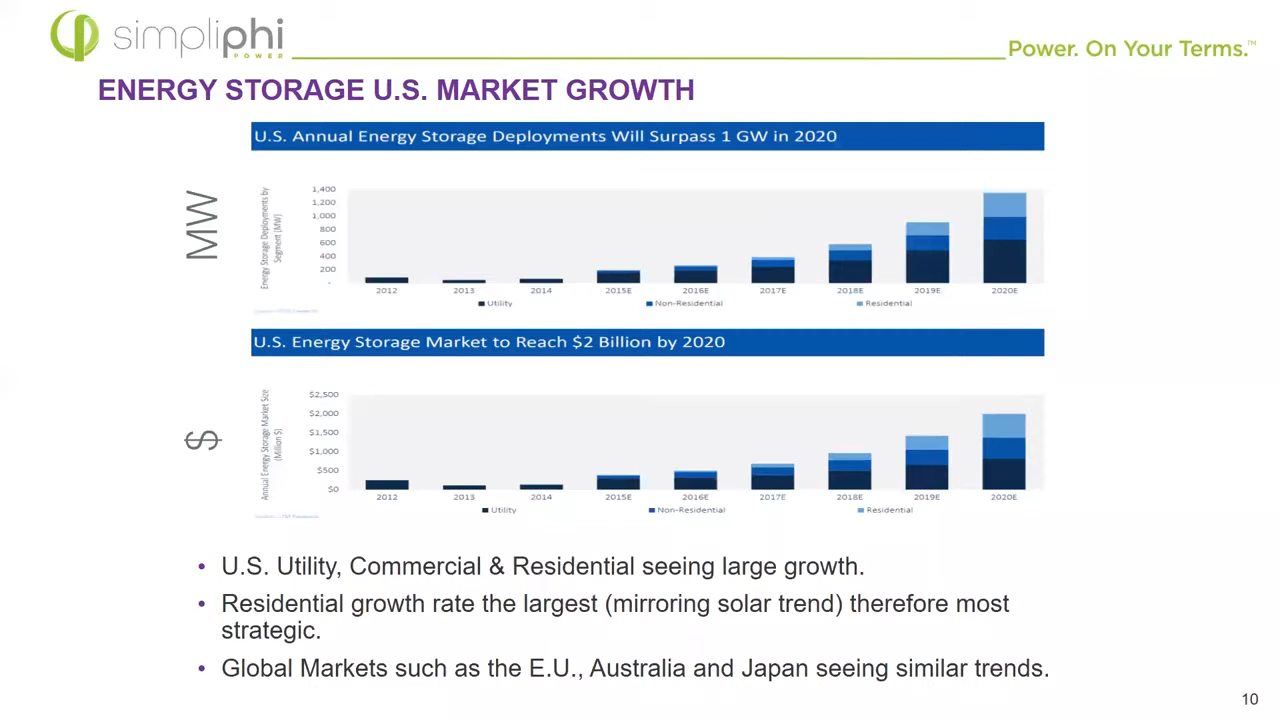 simpliphi
POWER
Power. On Your Terms.™
ENERGY STORAGE U.S. MARKET GROWTH
U.S. Annual Energy Storage Deployments Will Surpass 1 GW in 2020
MW
Energy Storage Deployments by
Segment (MW)
1,400
1,200
1,000
800
600
400
200
-
2012 2013 2014 2015E 2016E 2017E 2018E 2019E 2020E
Utility Non-Residential Residential
U.S. Energy Storage Market to Reach $2 Billion by 2020
$
Annual Energy Storage Market Size
(Million $)
$2,500
$2,000
$1,500
$1,000
$500
$0
2012 2013 2014 2015E 2016E 2017E 2018E 2019E 2020E
Utility Non-Residential Residential
• U.S. Utility, Commercial & Residential seeing large growth.
• Residential growth rate the largest (mirroring solar trend) therefore most
strategic.
• Global Markets such as the E.U., Australia and Japan seeing similar trends.
10